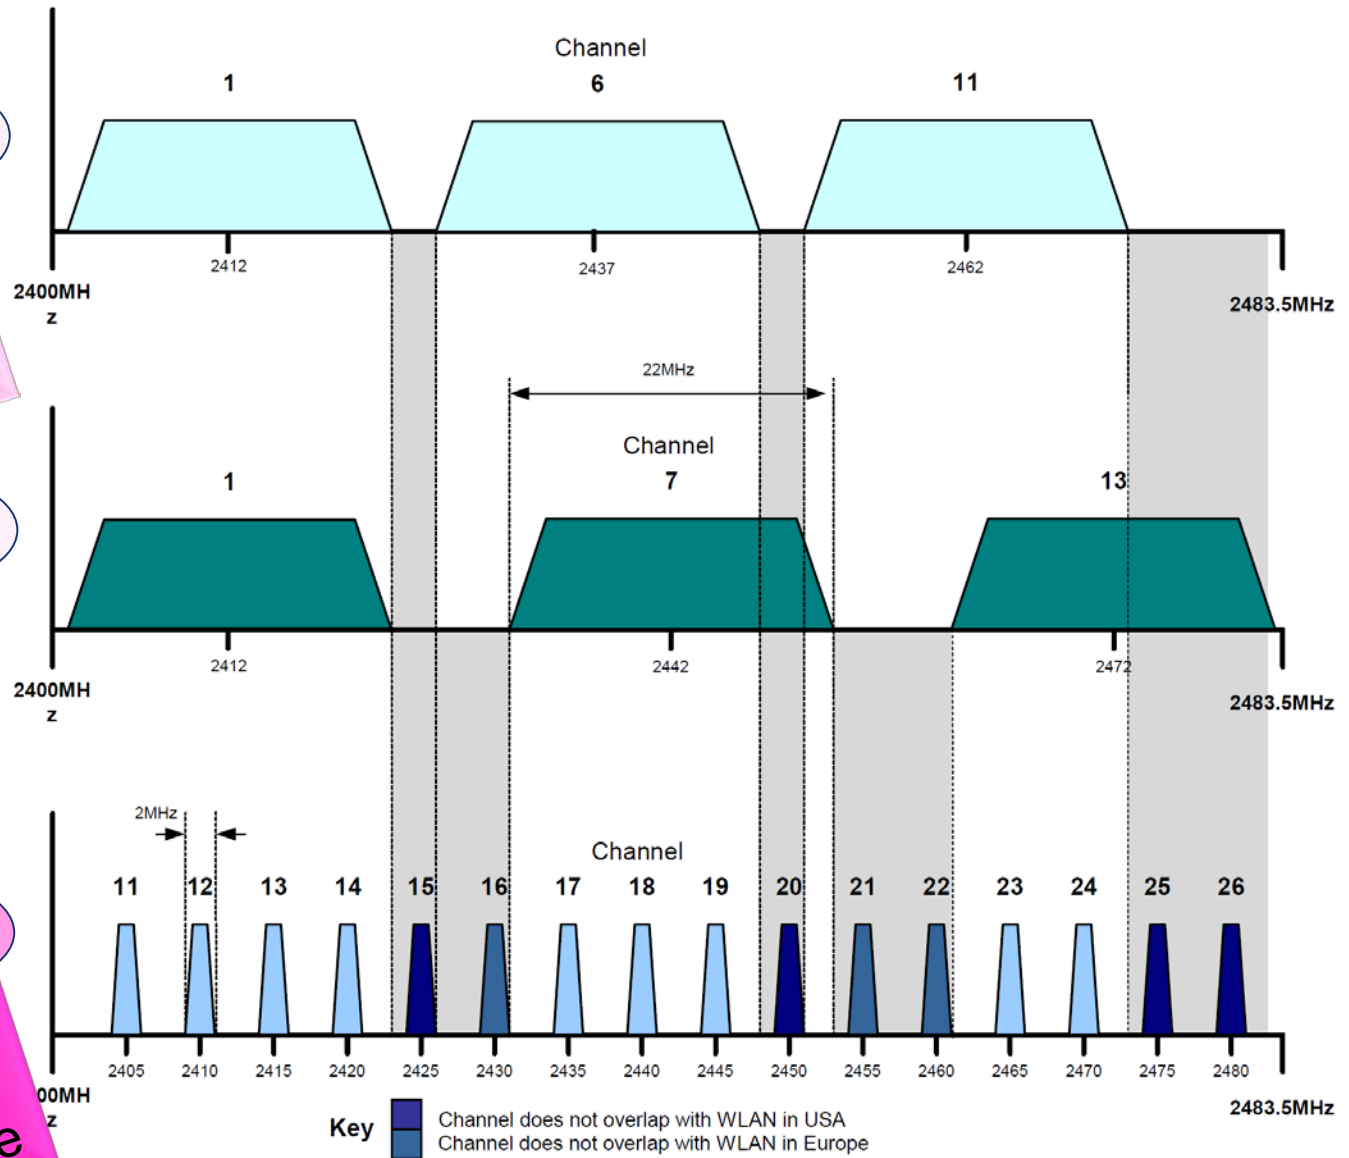 Channel
1 6 11
2412 2437 2462
2400MH
z
2483.5MHz
22MHz
Channel
1 7 13
2412 2442 2472
2400MH
z
2483.5MHz
2MHz
Channel
11 12 13 14 15 16 17 18 19 20 21 22 23 24 25 26
2405 2410 2415 2420 2425 2430 2435 2440 2445 2450 2455 2460 2465 2470 2475 2480
00MH
z
2483.5MHz
Key
Channel does not overlap with WLAN in USA
Channel does not overlap with WLAN in Europe
e